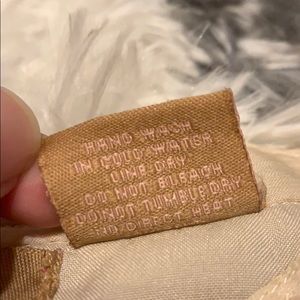 HAND WASH
IN COLD WATER
LINE DRY
DO NOT BLEACH
DO NOT TUMBLE DRY
NO DIRECT HEAT